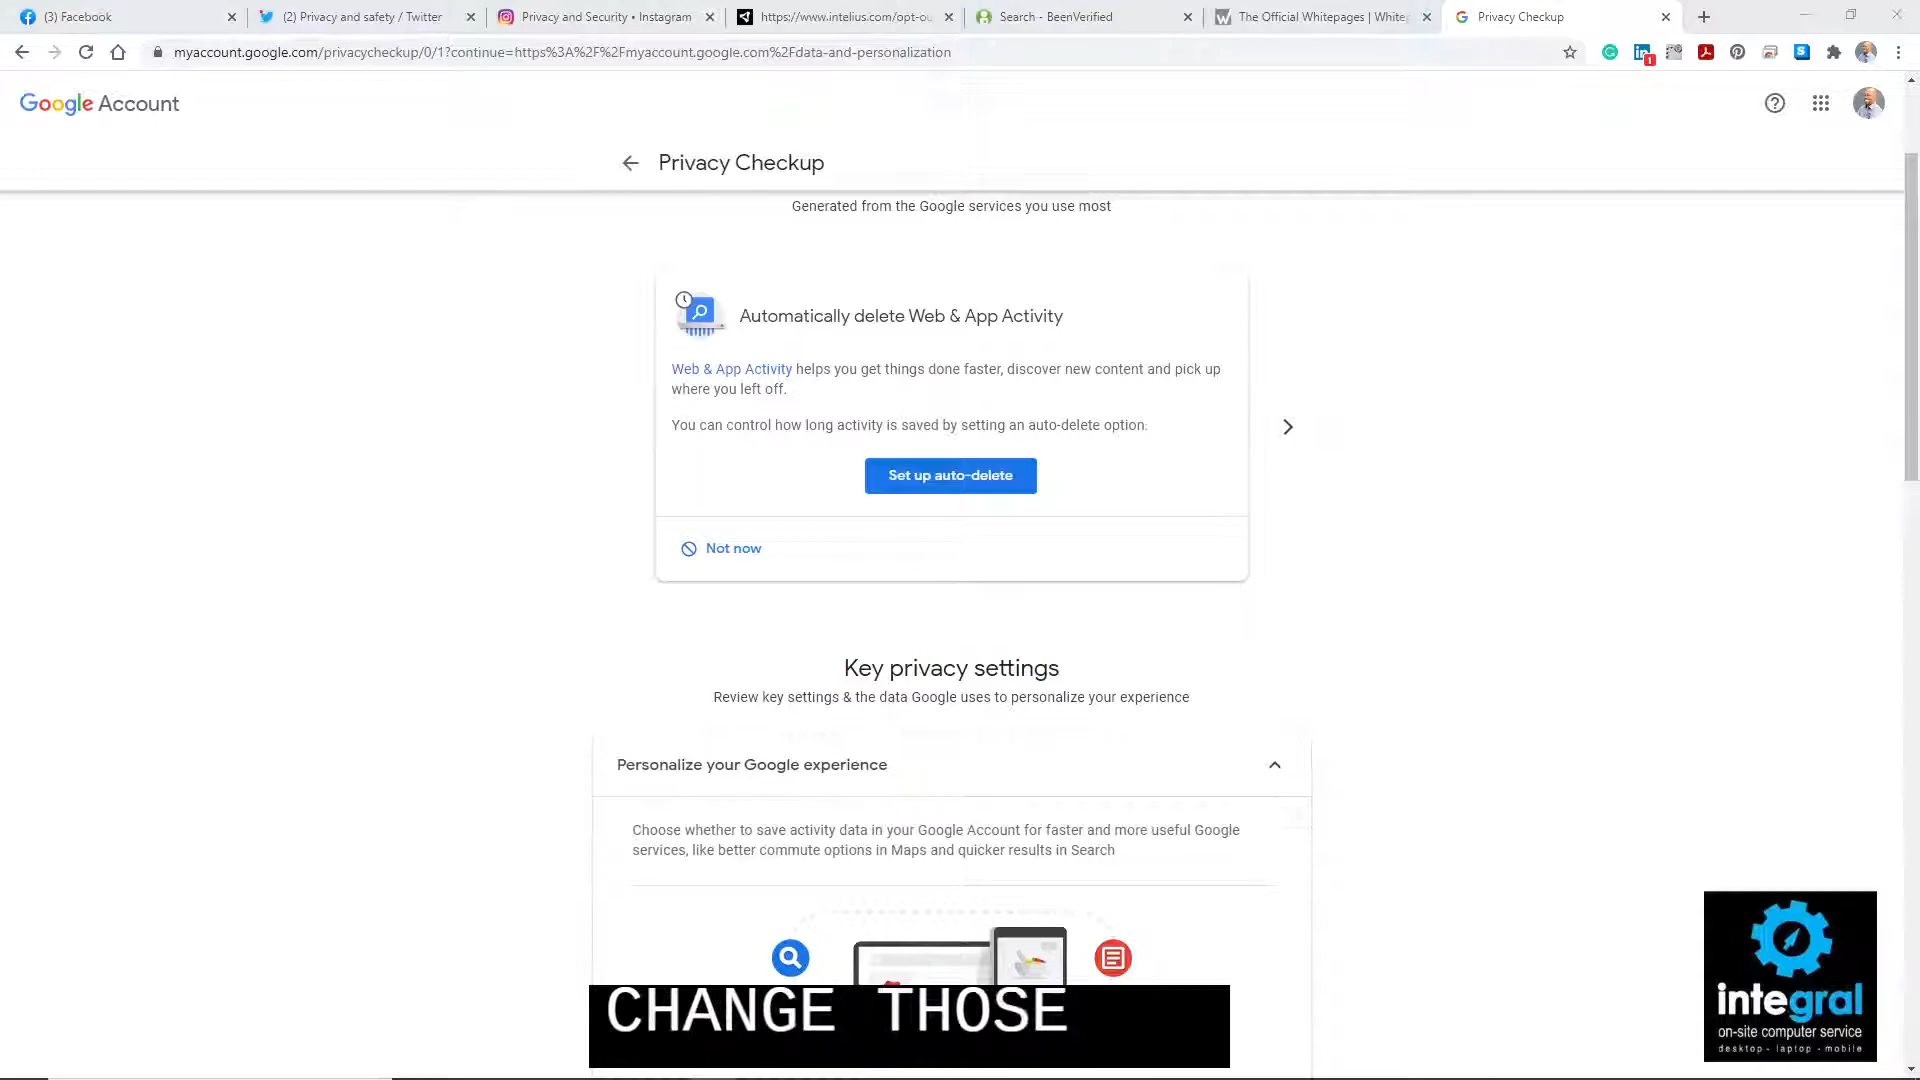 (3) Facebook
(2) Privacy and safety / Twitter
Privacy and Security • Instagram
https://www.intelius.com/opt-ou
Search - BeenVerified
The Official Whitepages | Whitep
Privacy Checkup
myaccount.google.com/privacycheckup/0/1?continue=https%3A%2F%2Fmyaccount.google.com%2Fdata-and-personalization
1
Google Account
Privacy Checkup
Generated from the Google services you use most
Automatically delete Web & App Activity
Web & App Activity helps you get things done faster, discover new content and pick up
where you left off.
You can control how long activity is saved by setting an auto-delete option.
Set up auto-delete
Not now
Key privacy settings
Review key settings & the data Google uses to personalize your experience
Personalize your Google experience
Choose whether to save activity data in your Google Account for faster and more useful Google
services, like better commute options in Maps and quicker results in Search
CHANGE THOSE
integral
on-site computer service
desktop - laptop - mobile